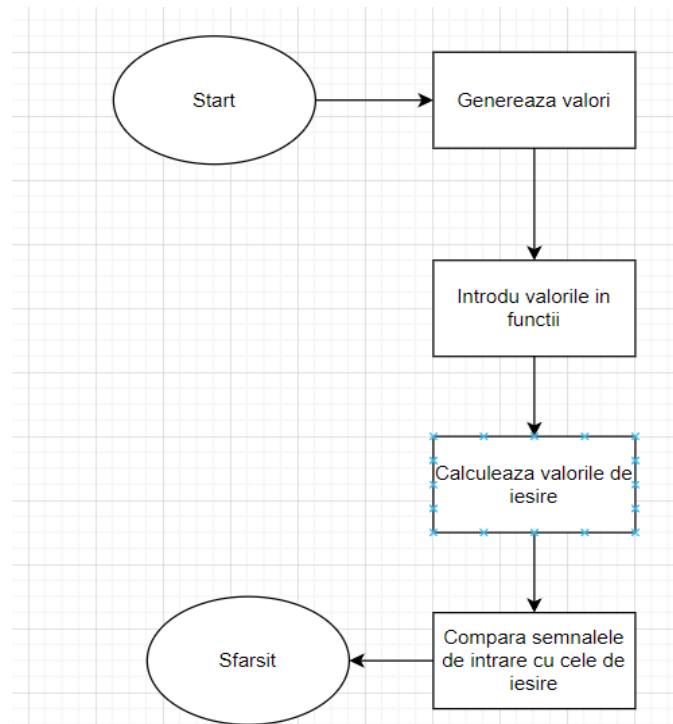 Start
Genereaza valori
Introdu valorile in
functii
Calculeaza valorile de
iesire
Compara semnalele
de intrare cu cele de
iesire
Sfarsit